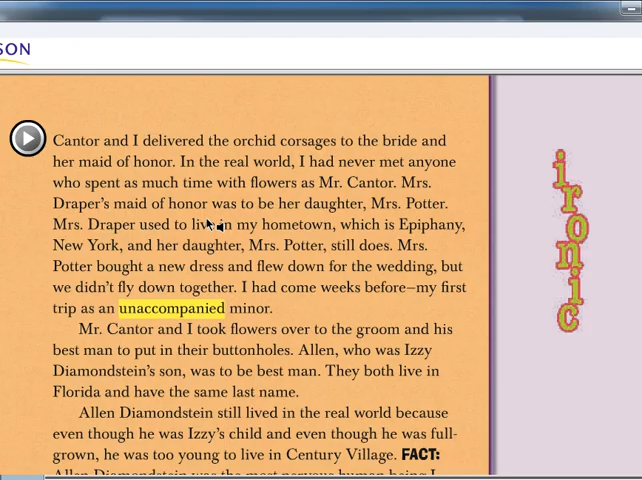 SON
Cantor and I delivered the orchid corsages to the bride and
her maid of honor. In the real world, I had never met anyone
who spent as much time with flowers as Mr. Cantor. Mrs.
Draper's maid of honor was to be her daughter, Mrs. Potter.
Mrs. Draper used to live in my hometown, which is Epiphany,
New York, and her daughter, Mrs. Potter, still does. Mrs.
Potter bought a new dress and flew down for the wedding, but
we didn't fly down together. I had come weeks before—my first
trip as an unaccompanied minor.
Mr. Cantor and I took flowers over to the groom and his
best man to put in their buttonholes. Allen, who was Izzy
Diamondstein's son, was to be best man. They both live in
Florida and have the same last name.
Allen Diamondstein still lived in the real world because
even though he was Izzy's child and even though he was full-
grown, he was too young to live in Century Village. FACT:
Allen Diamondstein was the most nervous human being I
ironic